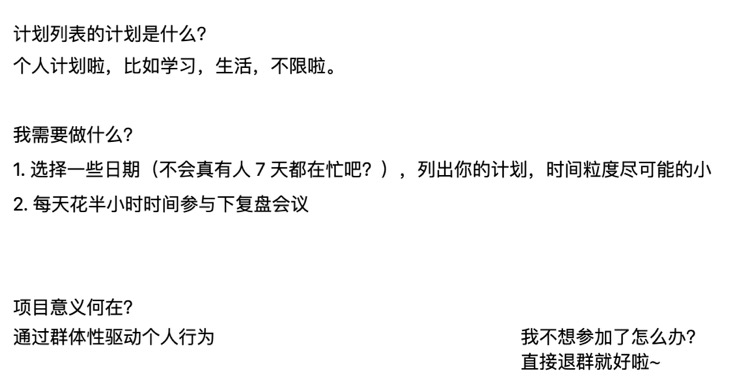 计划列表的计划是什么？
个人计划啦，比如学习，生活，不限啦。
我需要做什么？
1. 选择一些日期（不会真有人 7 天都在忙吧？），列出你的计划，时间粒度尽可能的小
2. 每天花半小时时间参与下复盘会议
项目意义何在？
通过群体性驱动个人行为
我不想参加了怎么办？
直接退群就好啦~